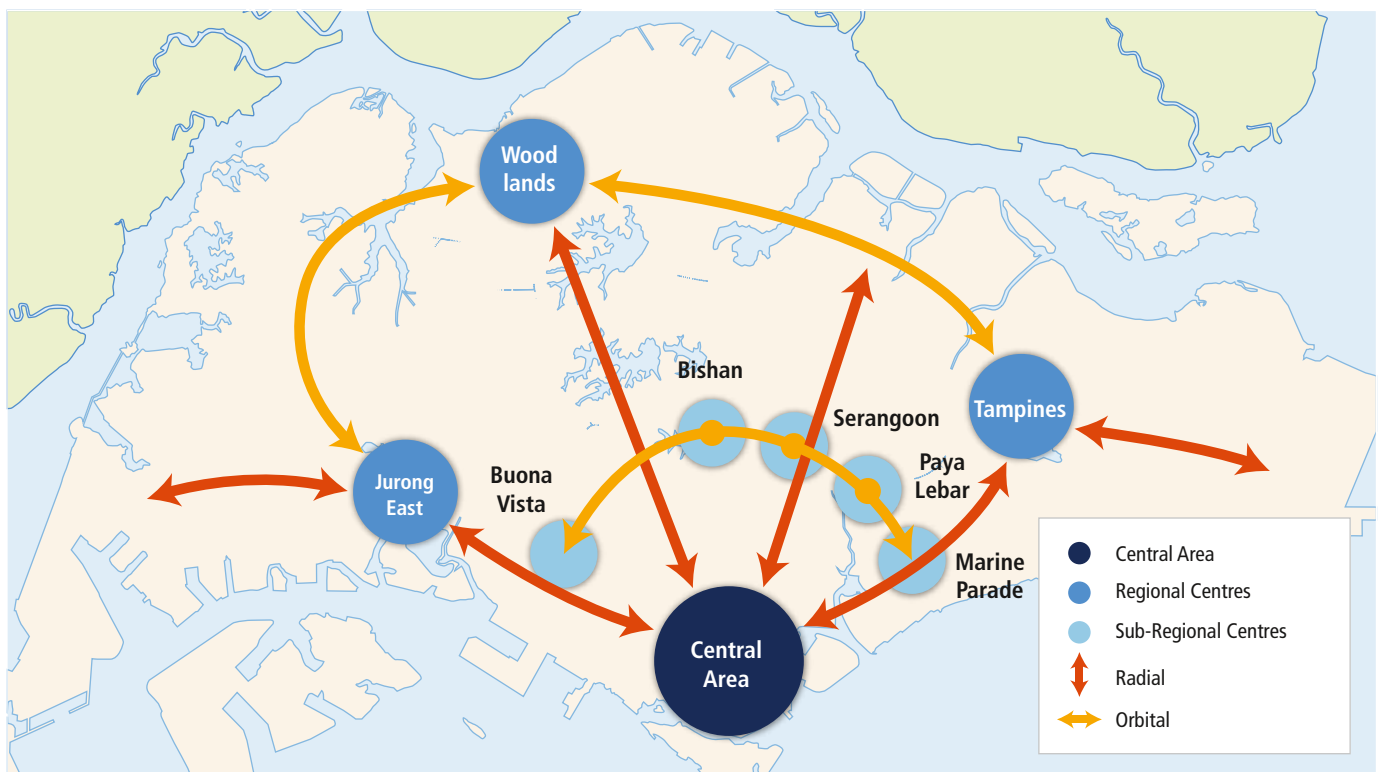 Wood
lands
Bishan
Serangoon
Tampines
Paya
Lebar
Buona
Vista
Jurong
East
Marine
Parade
Central
Area
Central Area
Regional Centres
Sub-Regional Centres
Radial
Orbital